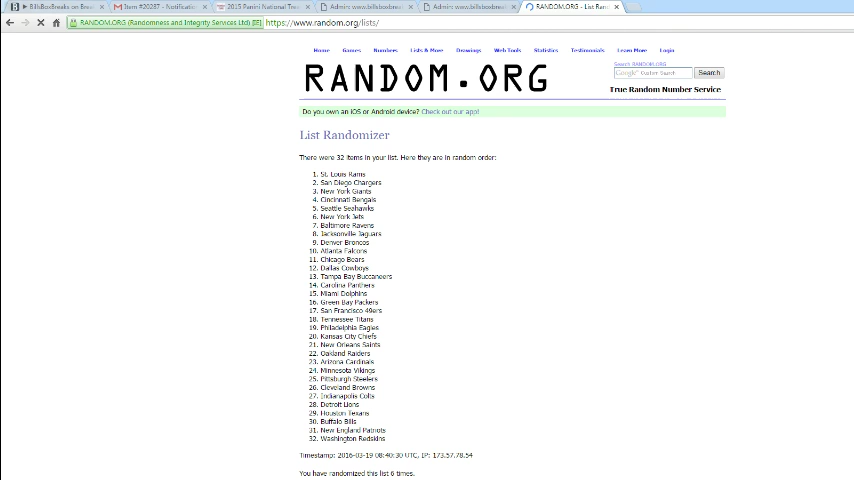 BillsBoxBreaks on Brea
Item #20287 - Notificatio
2015 Panini National Trea
Admin: www.billsboxbrea
Admin: www.billsboxbrea
RANDOM.ORG - List Ran
RANDOM.ORG (Randomness and Integrity Services Ltd) [IE] https://www.random.org/lists/
Home Games Numbers Lists & More Drawings Web Tools Statistics Testimonials Learn More Login
Search RANDOM.ORG
RANDOM.ORG
Google Custom Search Search
True Random Number Service
Do you own an iOS or Android device? Check out our app!
List Randomizer
There were 32 items in your list. Here they are in random order:
1. St. Louis Rams
2. San Diego Chargers
3. New York Giants
4. Cincinnati Bengals
5. Seattle Seahawks
6. New York Jets
7. Baltimore Ravens
8. Jacksonville Jaguars
9. Denver Broncos
10. Atlanta Falcons
11. Chicago Bears
12. Dallas Cowboys
13. Tampa Bay Buccaneers
14. Carolina Panthers
15. Miami Dolphins
16. Green Bay Packers
17. San Francisco 49ers
18. Tennessee Titans
19. Philadelphia Eagles
20. Kansas City Chiefs
21. New Orleans Saints
22. Oakland Raiders
23. Arizona Cardinals
24. Minnesota Vikings
25. Pittsburgh Steelers
26. Cleveland Browns
27. Indianapolis Colts
28. Detroit Lions
29. Houston Texans
30. Buffalo Bills
31. New England Patriots
32. Washington Redskins
Timestamp: 2016-03-19 08:40:30 UTC, IP: 173.57.78.54
You have randomized this list 6 times.